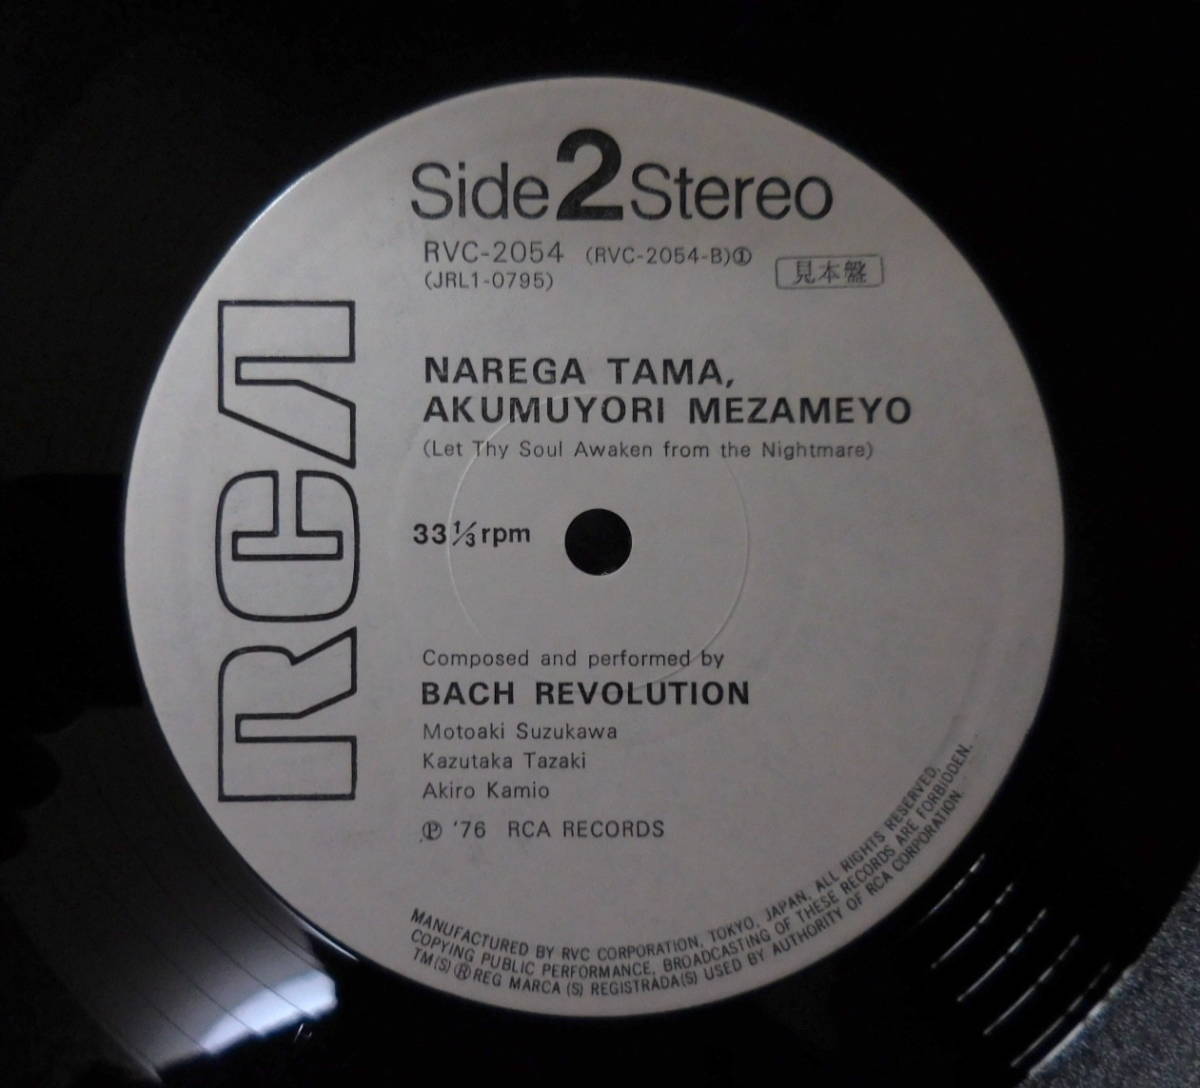 Side 2 Stereo
RVC-2054 (RVC-2054-B)①
(JRL1-0795)
見本盤
RCA
NAREGA TAMA,
AKUMUYORI MEZAMEYO
(Let Thy Soul Awaken from the Nightmare)
33⅓rpm
Composed and performed by
BACH REVOLUTION
Motoaki Suzukawa
Kazutaka Tazaki
Akiro Kamio
Ⓟ '76 RCA RECORDS
MANUFACTURED BY RVC CORPORATION, TOKYO, JAPAN, ALL RIGHTS RESERVED.
COPYING PUBLIC PERFORMANCE, BROADCASTING OF THESE RECORDS ARE FORBIDDEN.
TM(S) ® REG MARCA (S) REGISTRADA(S) USED BY AUTHORITY OF RCA CORPORATION.